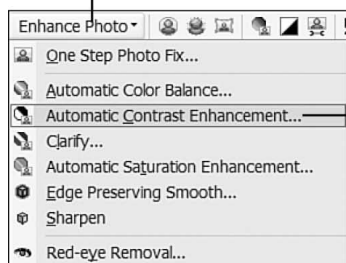 Enhance Photo
One Step Photo Fix...
Automatic Color Balance...
Automatic Contrast Enhancement...
Clarify...
Automatic Saturation Enhancement...
Edge Preserving Smooth...
Sharpen
Red-eye Removal...